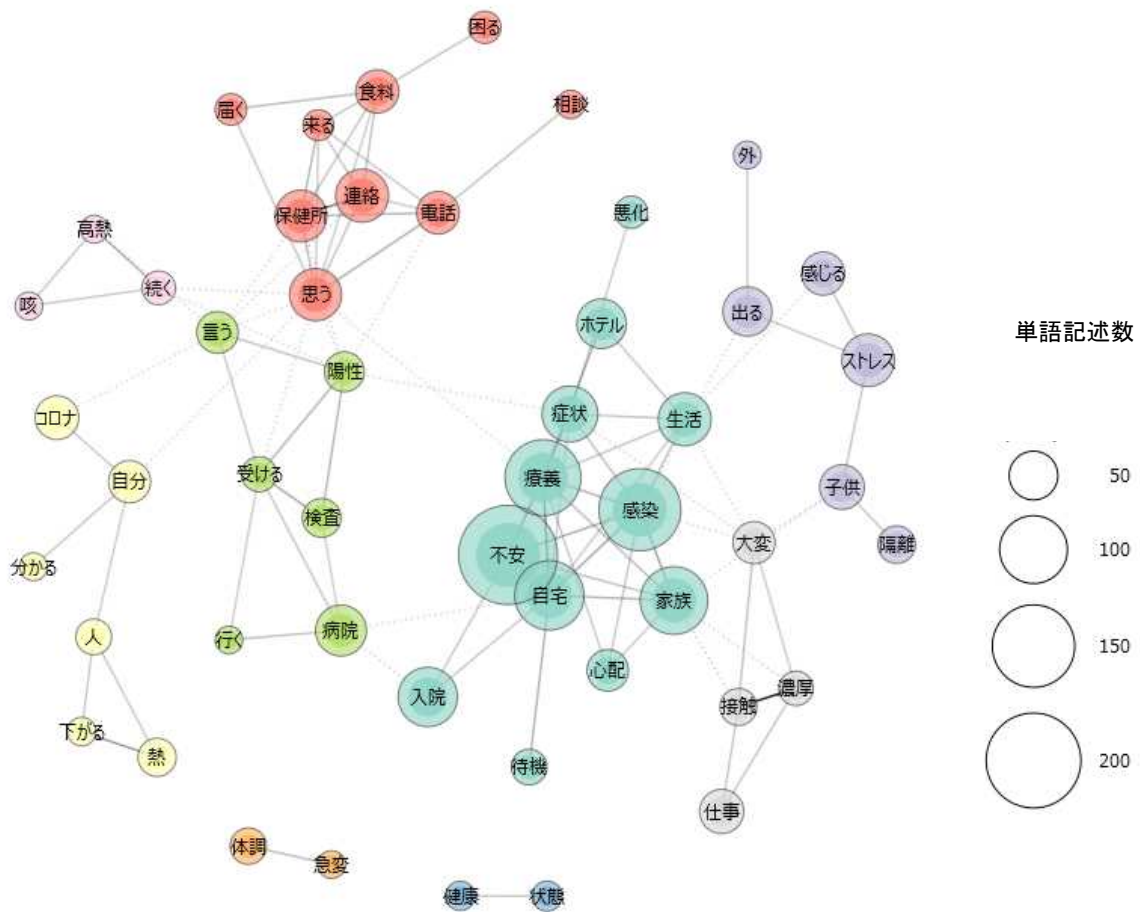 困る
食料
届く
相談
来る
外
連絡
悪化
保健所
電話
高熱
感じる
続く
思う
咳
出る
ホテル
単語記述数
言う
ストレス
陽性
コロナ
症状
生活
受ける
自分
療養
50
子供
感染
検査
大変
隔離
100
不安
分かる
自宅
家族
人
病院
行く
150
心配
入院
濃厚
接触
下がる
熱
待機
200
仕事
体調
急変
健康
状態